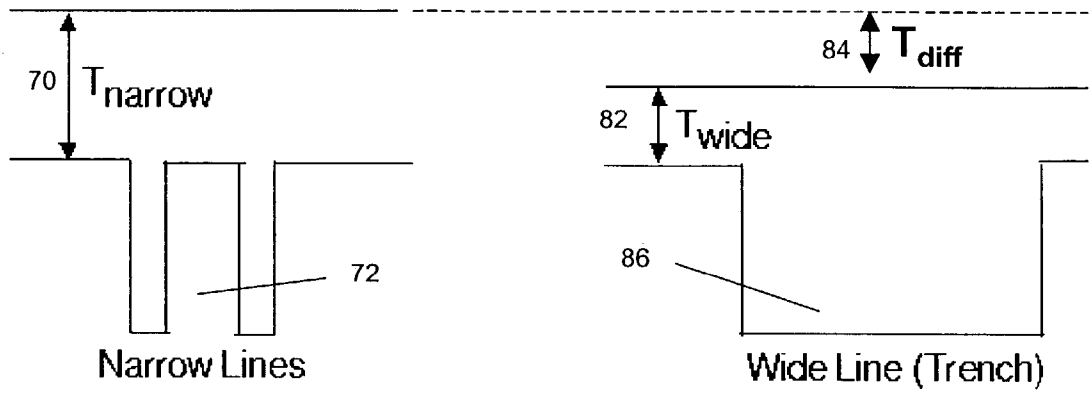 70 T_narrow
84 T_diff
82 T_wide
72
86
Narrow Lines
Wide Line (Trench)